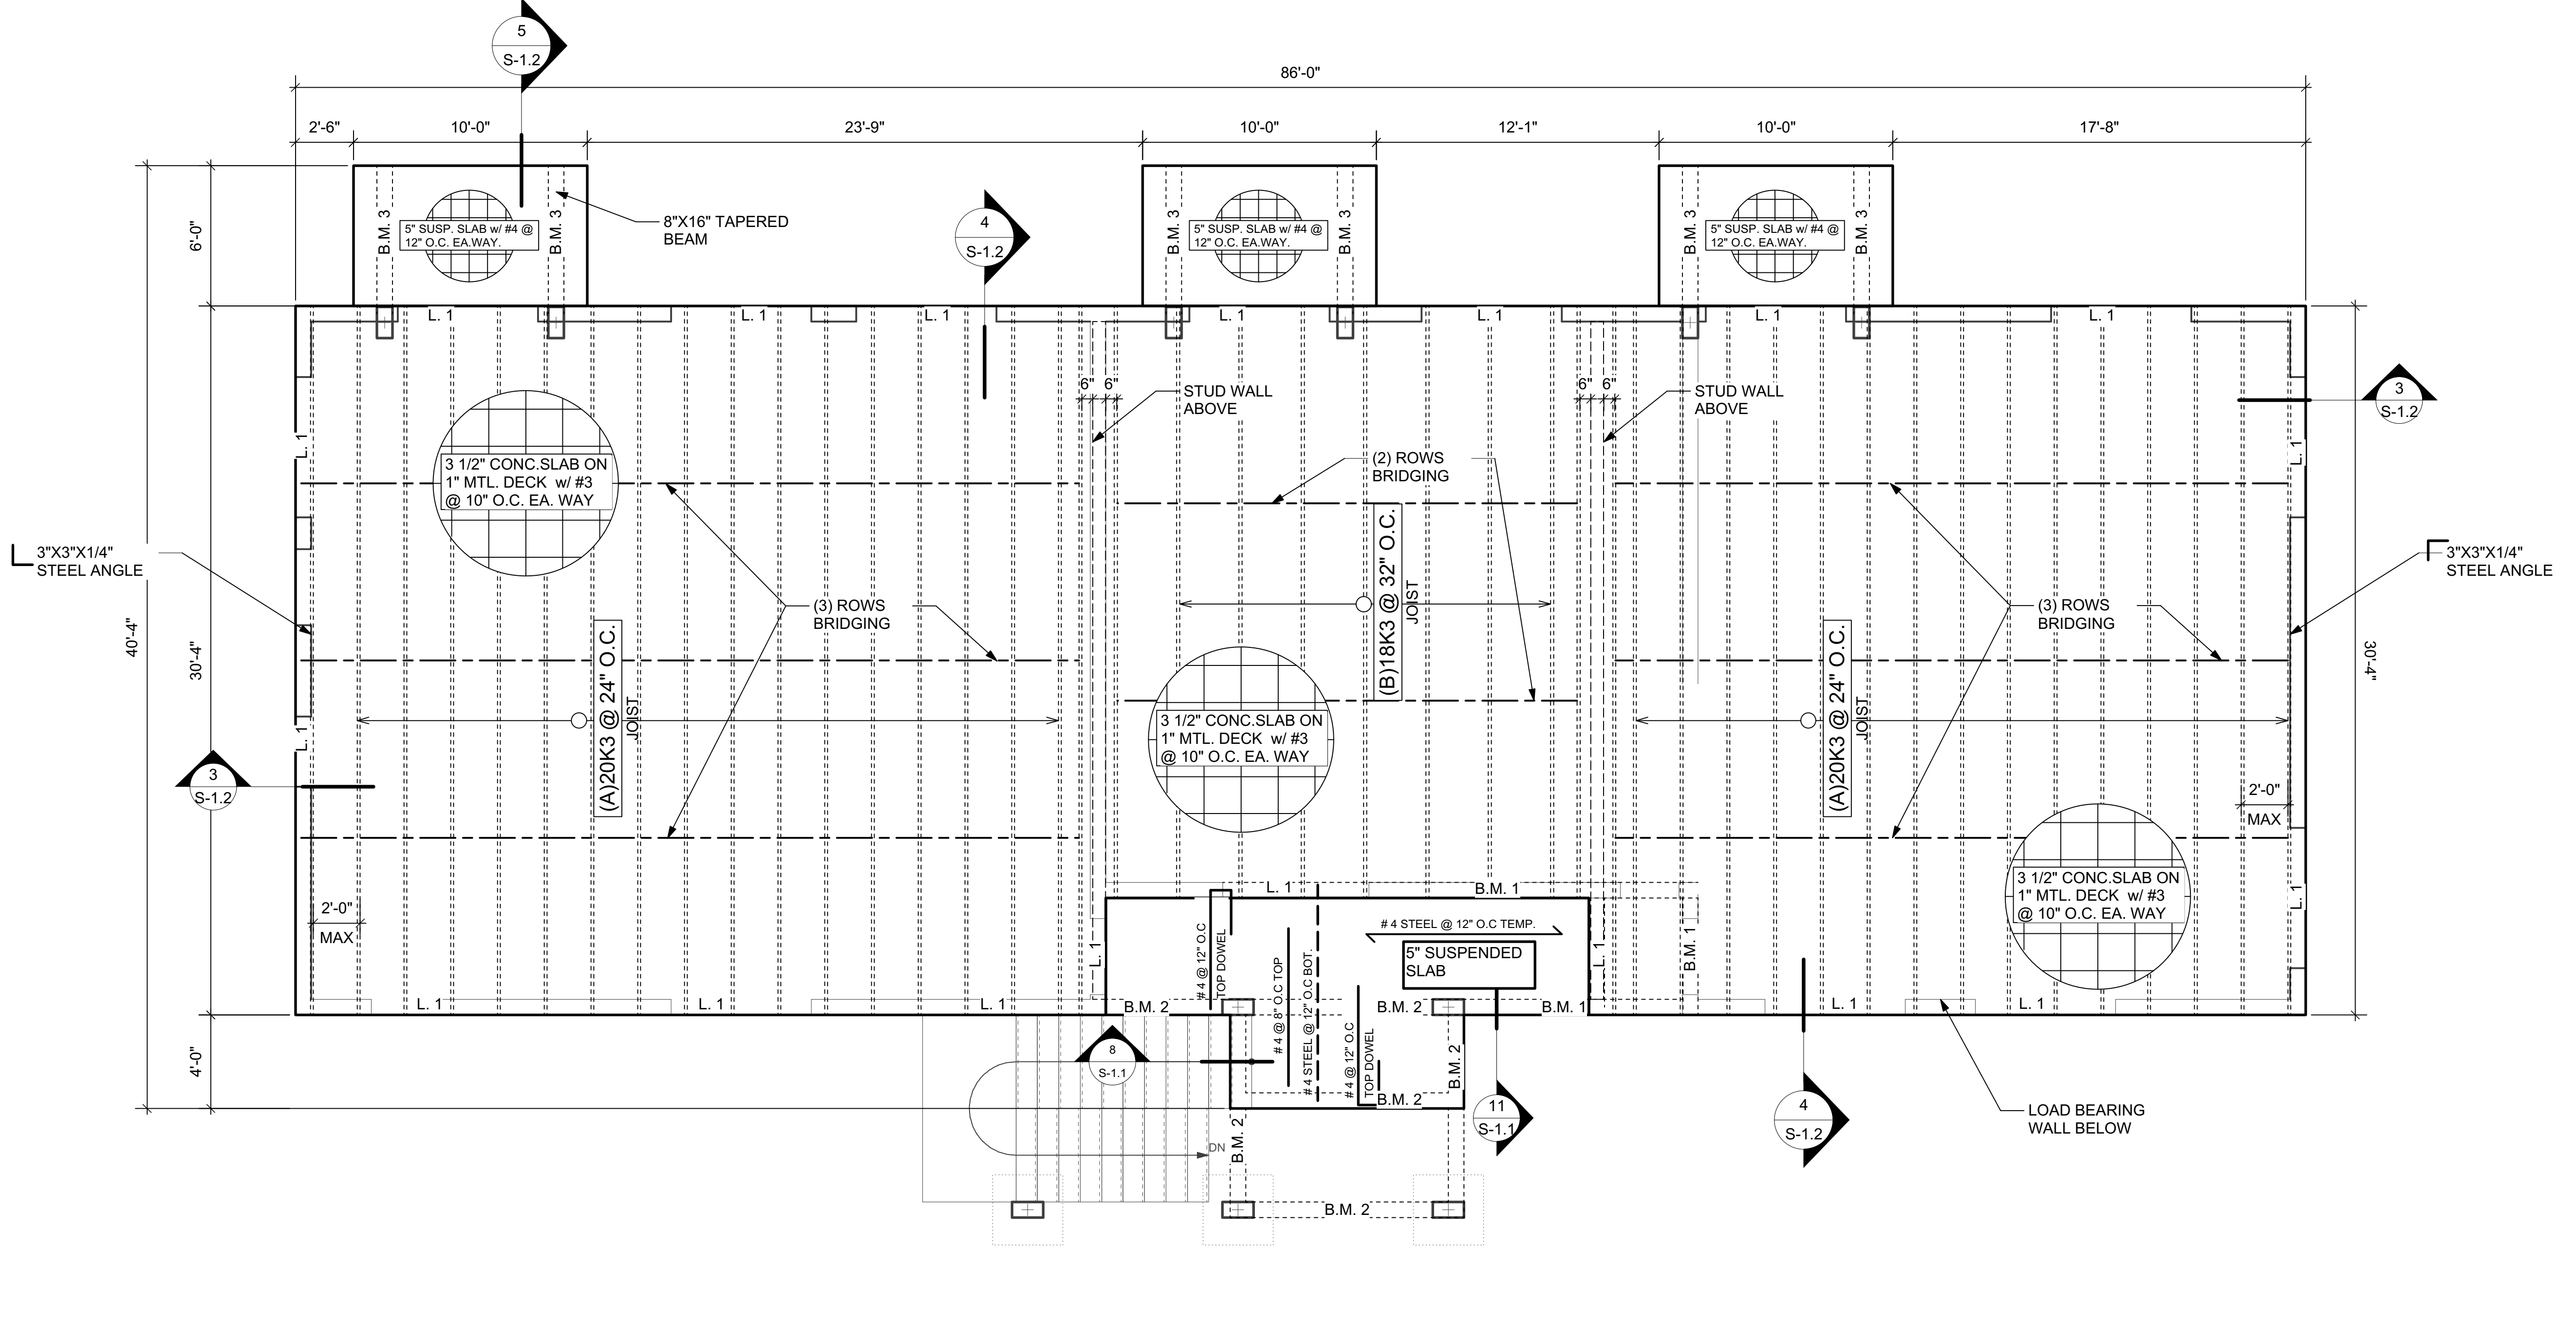 5
S-1.2
86'-0"
2'-6"
10'-0"
23'-9"
10'-0"
12'-1"
10'-0"
17'-8"
6'-0"
B.M. 3
5" SUSP. SLAB w/ #4 @
12" O.C. EA.WAY.
B.M. 3
8"X16" TAPERED
BEAM
4
S-1.2
B.M. 3
5" SUSP. SLAB w/ #4 @
12" O.C. EA.WAY.
B.M. 3
B.M. 3
5" SUSP. SLAB w/ #4 @
12" O.C. EA.WAY.
B.M. 3
L. 1
L. 1
L. 1
L. 1
L. 1
L. 1
L. 1
6"
6"
STUD WALL
ABOVE
6"
6"
STUD WALL
ABOVE
3
S-1.2
L. 1
3 1/2" CONC.SLAB ON
1" MTL. DECK w/ #3
@ 10" O.C. EA. WAY
(2) ROWS
BRIDGING
L. 1
3"X3"X1/4"
STEEL ANGLE
40'-4"
30'-4"
(A)20K3 @ 24" O.C.
JOIST
(3) ROWS
BRIDGING
(B)18K3 @ 32" O.C.
JOIST
(A)20K3 @ 24" O.C.
JOIST
(3) ROWS
BRIDGING
3"X3"X1/4"
STEEL ANGLE
30'-4"
L. 1
3 1/2" CONC.SLAB ON
1" MTL. DECK w/ #3
@ 10" O.C. EA. WAY
3
S-1.2
2'-0"
MAX
2'-0"
MAX
3 1/2" CONC.SLAB ON
1" MTL. DECK w/ #3
@ 10" O.C. EA. WAY
L. 1
L. 1
B.M. 1
# 4 STEEL @ 12" O.C TEMP.
5" SUSPENDED
SLAB
L. 1
# 4 @ 12" O.C
TOP DOWEL
# 4 @ 8" O.C TOP
# 4 STEEL @ 12" O.C BOT.
# 4 @ 12" O.C
TOP DOWEL
L. 1
B.M. 1
L. 1
L. 1
L. 1
B.M. 2
B.M. 2
B.M. 1
L. 1
L. 1
4'-0"
8
S-1.1
B.M. 2
B.M. 2
11
S-1.1
4
S-1.2
LOAD BEARING
WALL BELOW
DN
B.M. 2
B.M. 2